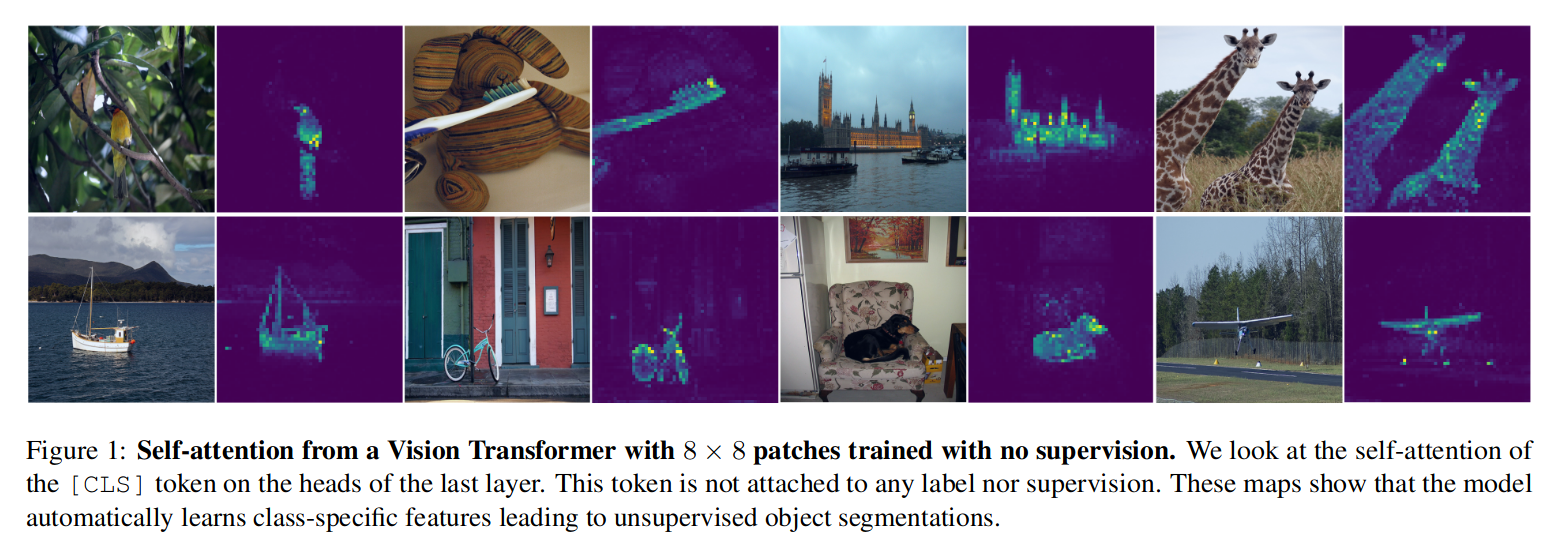 Figure 1: Self-attention from a Vision Transformer with 8 × 8 patches trained with no supervision. We look at the self-attention of
the [CLS] token on the heads of the last layer. This token is not attached to any label nor supervision. These maps show that the model
automatically learns class-specific features leading to unsupervised object segmentations.